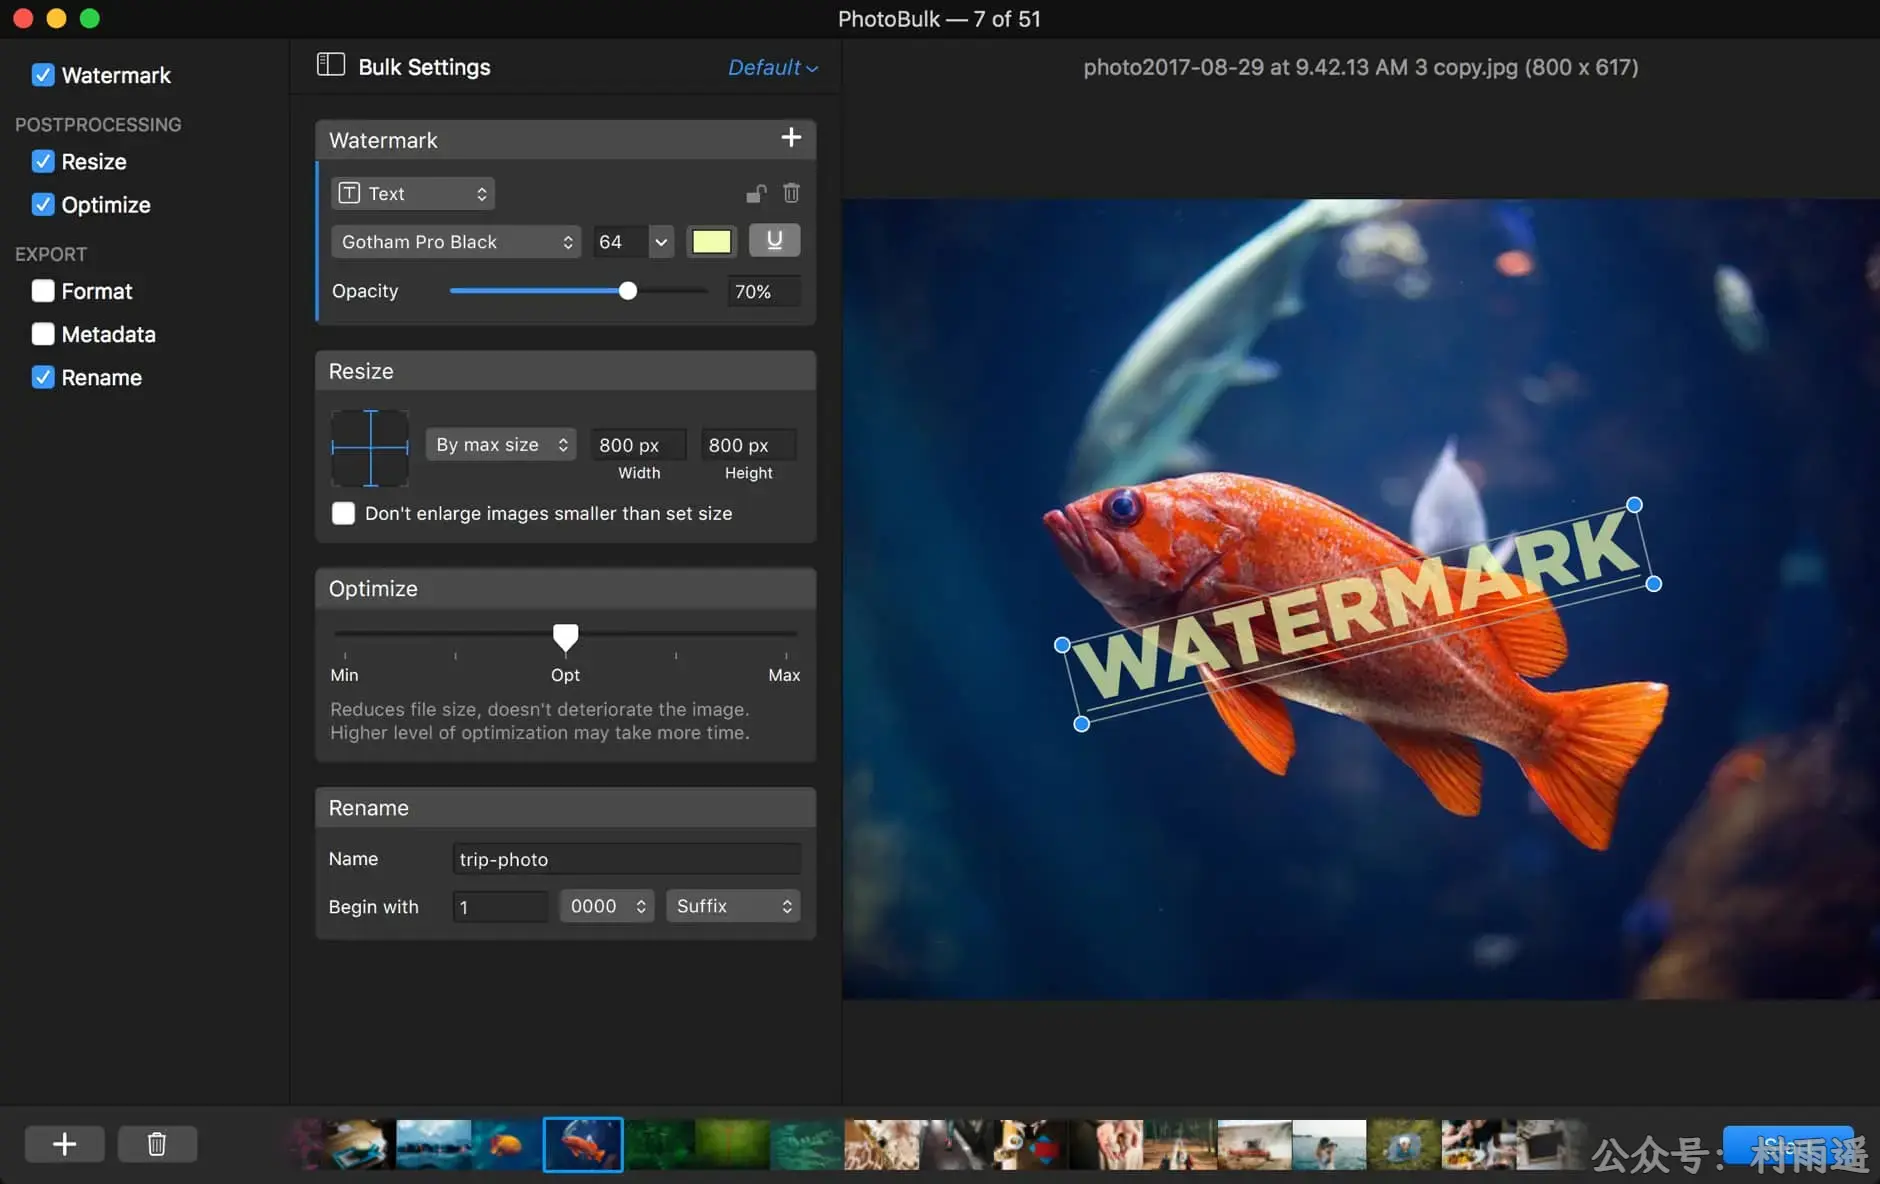 PhotoBulk — 7 of 51
Watermark
POSTPROCESSING
Resize
Optimize
EXPORT
Format
Metadata
Rename
Bulk Settings
Default
Watermark
Text
Gotham Pro Black
64
U
Opacity
70%
Resize
By max size
800 px
800 px
Width
Height
Don't enlarge images smaller than set size
Optimize
Min
Opt
Max
Reduces file size, doesn't deteriorate the image.
Higher level of optimization may take more time.
Rename
Name
trip-photo
Begin with
1
0000
Suffix
photo2017-08-29 at 9.42.13 AM 3 copy.jpg (800 x 617)
WATERMARK
公众号：村雨遥